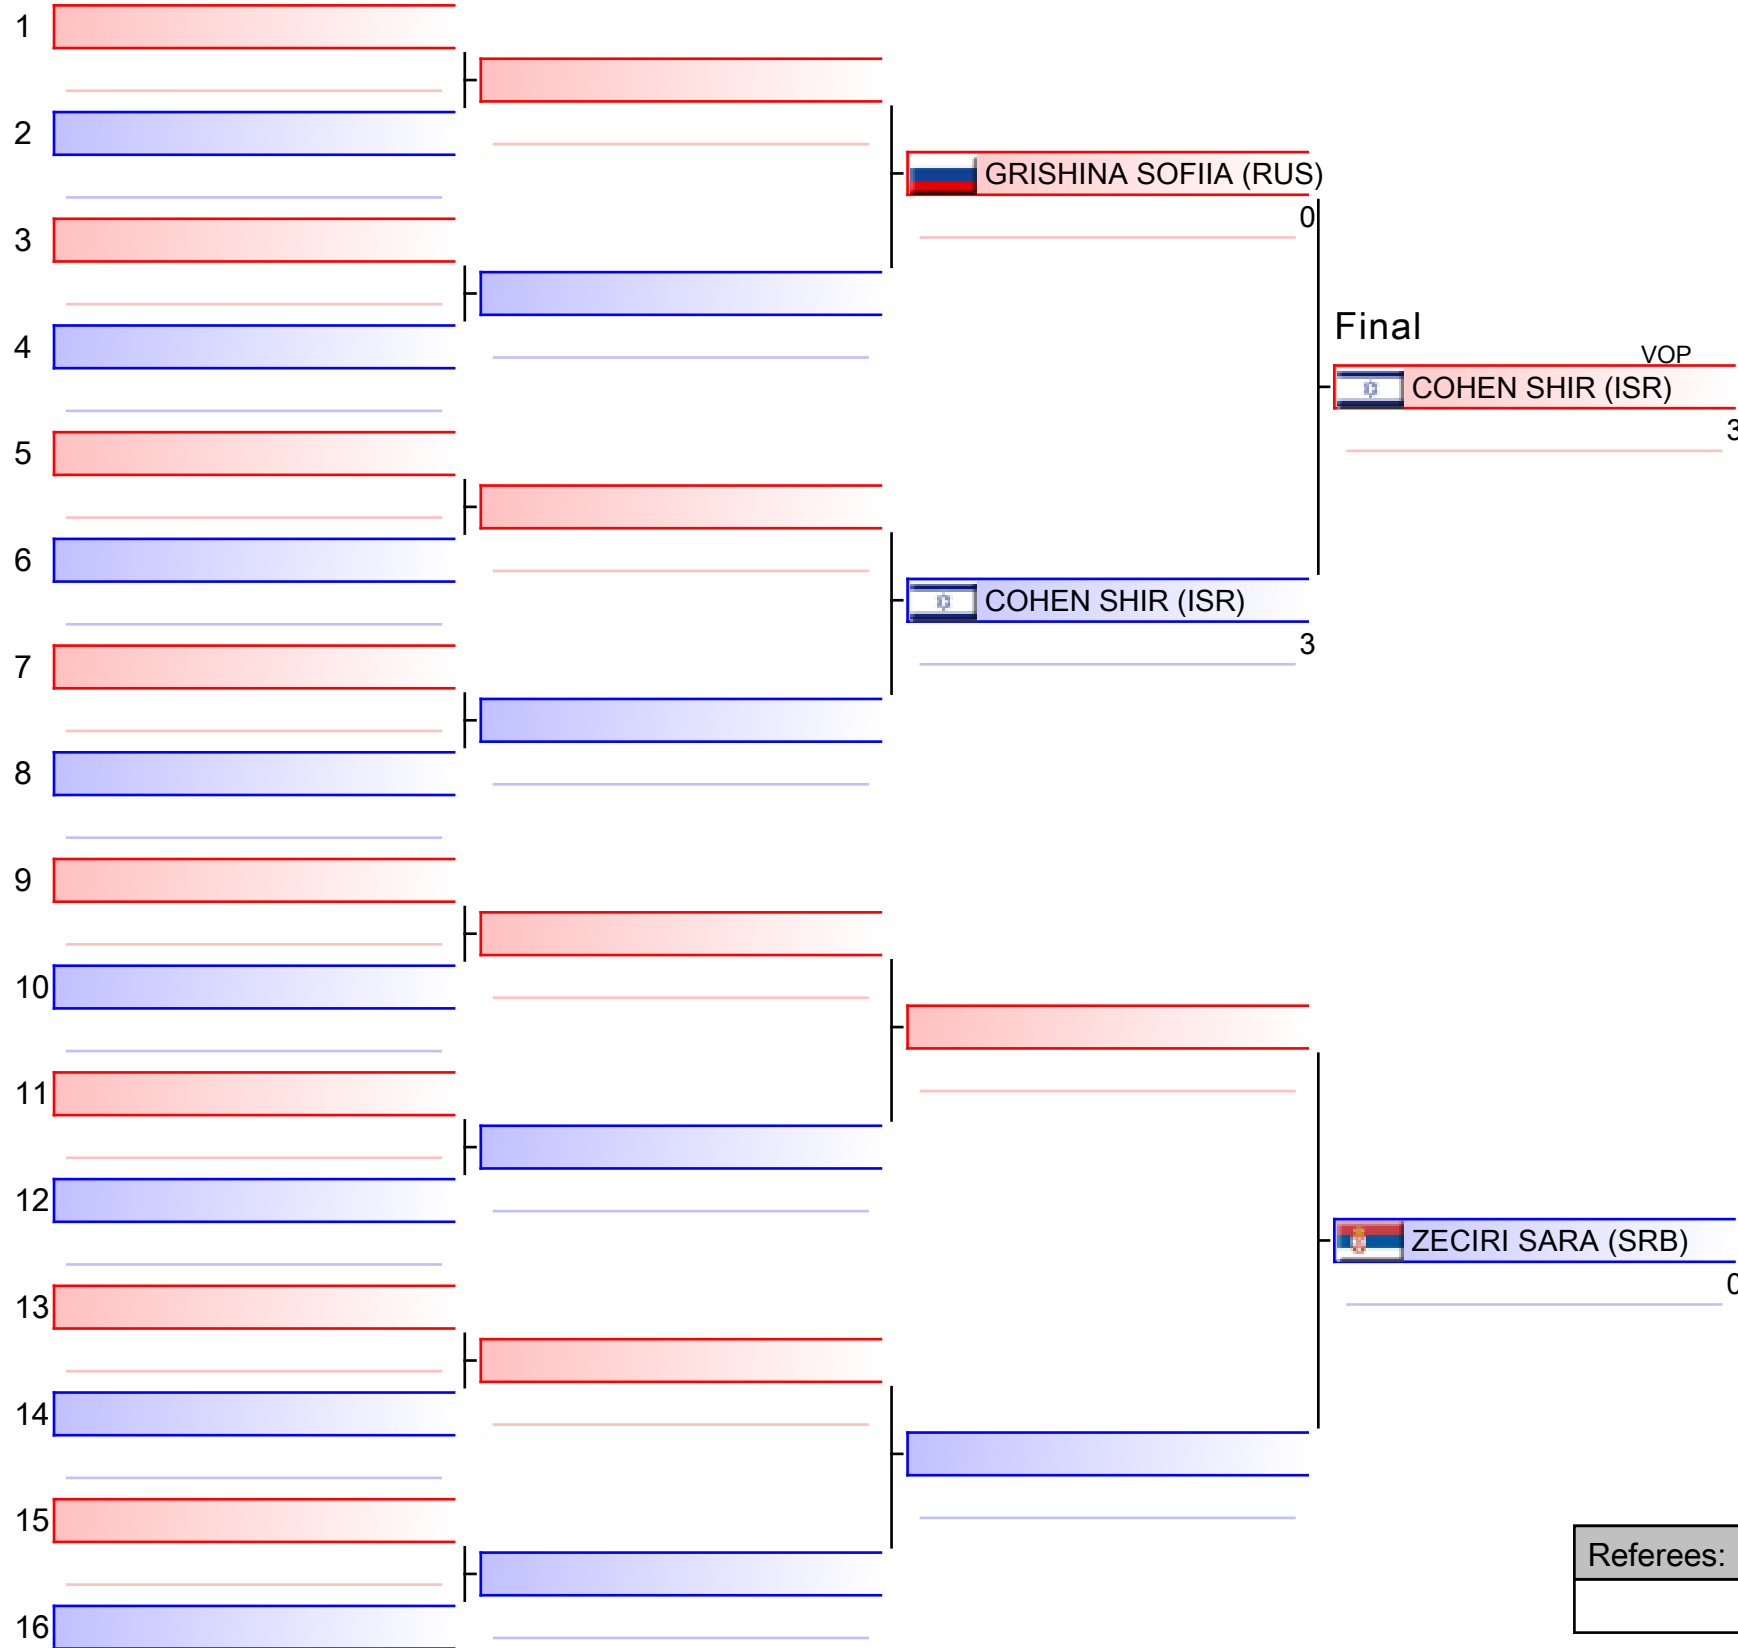 1
2
GRISHINA SOFIIA (RUS)
0
3
Final
4
VOP
COHEN SHIR (ISR)
3
5
6
COHEN SHIR (ISR)
3
7
8
9
10
11
12
ZECIRI SARA (SRB)
0
13
14
15
Referees:
16